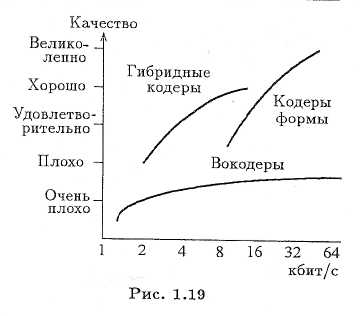 Качество
Велико-
лепно
Хорошо
Удовлетво-
рительно
Плохо
Очень
плохо
Гибридные
кодеры
Кодеры
формы
Вокодеры
1 2 4 8 16 32 64
кбит/с
Рис. 1.19